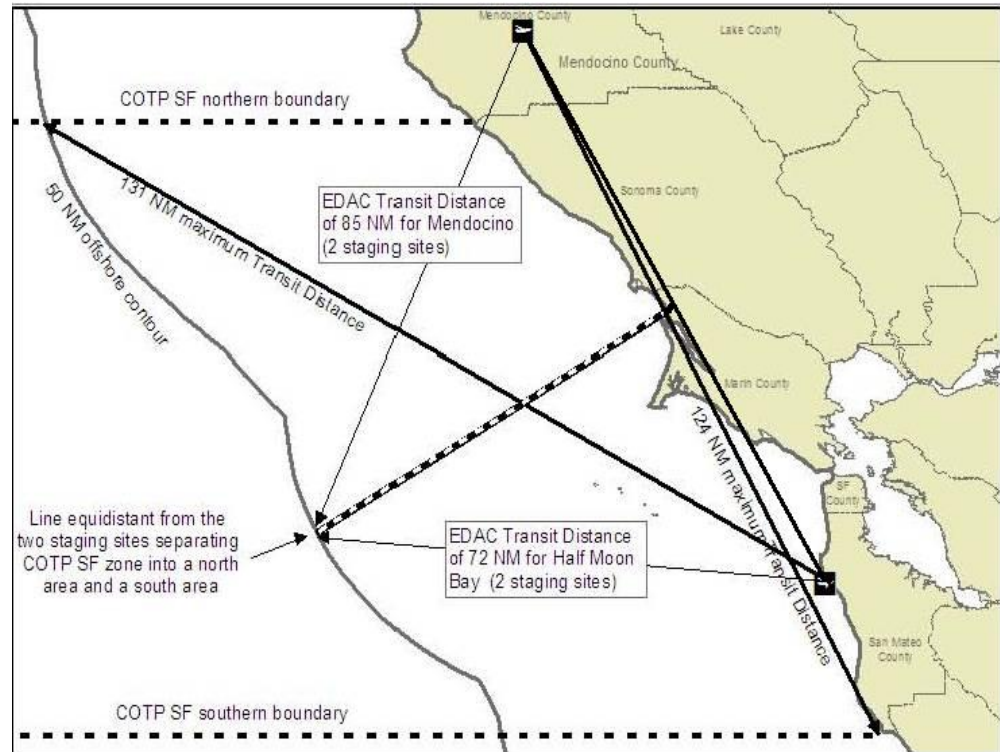 Mendocino County
Lake County
Mendocino County
COTP SF northern boundary
Sonoma County
EDAC Transit Distance
of 85 NM for Mendocino
(2 staging sites)
131 NM maximum Transit Distance
50 NM offshore contour
Marin County
124 NM maximum Transit Distance
SF
County
Line equidistant from the
two staging sites separating
COTP SF zone into a north
area and a south area
EDAC Transit Distance
of 72 NM for Half Moon
Bay (2 staging sites)
San Mateo
County
COTP SF southern boundary